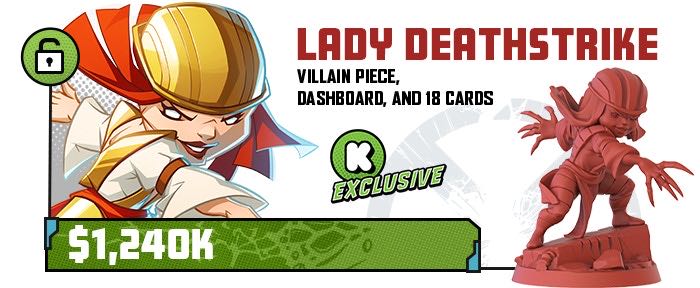 LADY DEATHSTRIKE
VILLAIN PIECE,
DASHBOARD, AND 18 CARDS
K
EXCLUSIVE
$1,240K